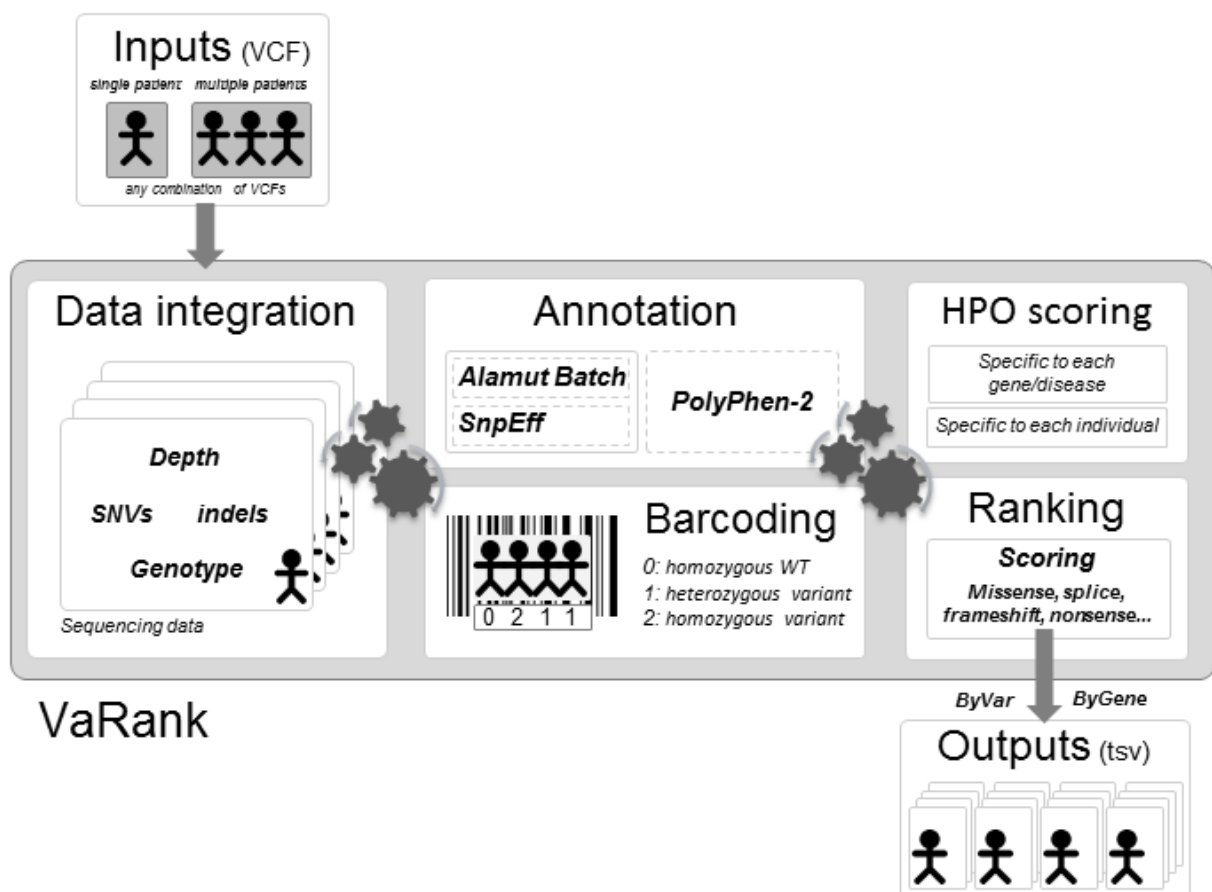 Inputs (VCF)
single patient multiple patients
any combination of VCFs
Data integration
Depth
SNVs indels
Genotype
Sequencing data
Annotation
Alamut Batch
SnpEff
PolyPhen-2
Barcoding
0: homozygous WT
1: heterozygous variant
2: homozygous variant
0 2 1 1
HPO scoring
Specific to each
gene/disease
Specific to each individual
Ranking
Scoring
Missense, splice,
frameshift, nonsense...
VaRank
ByVar ByGene
Outputs (tsv)